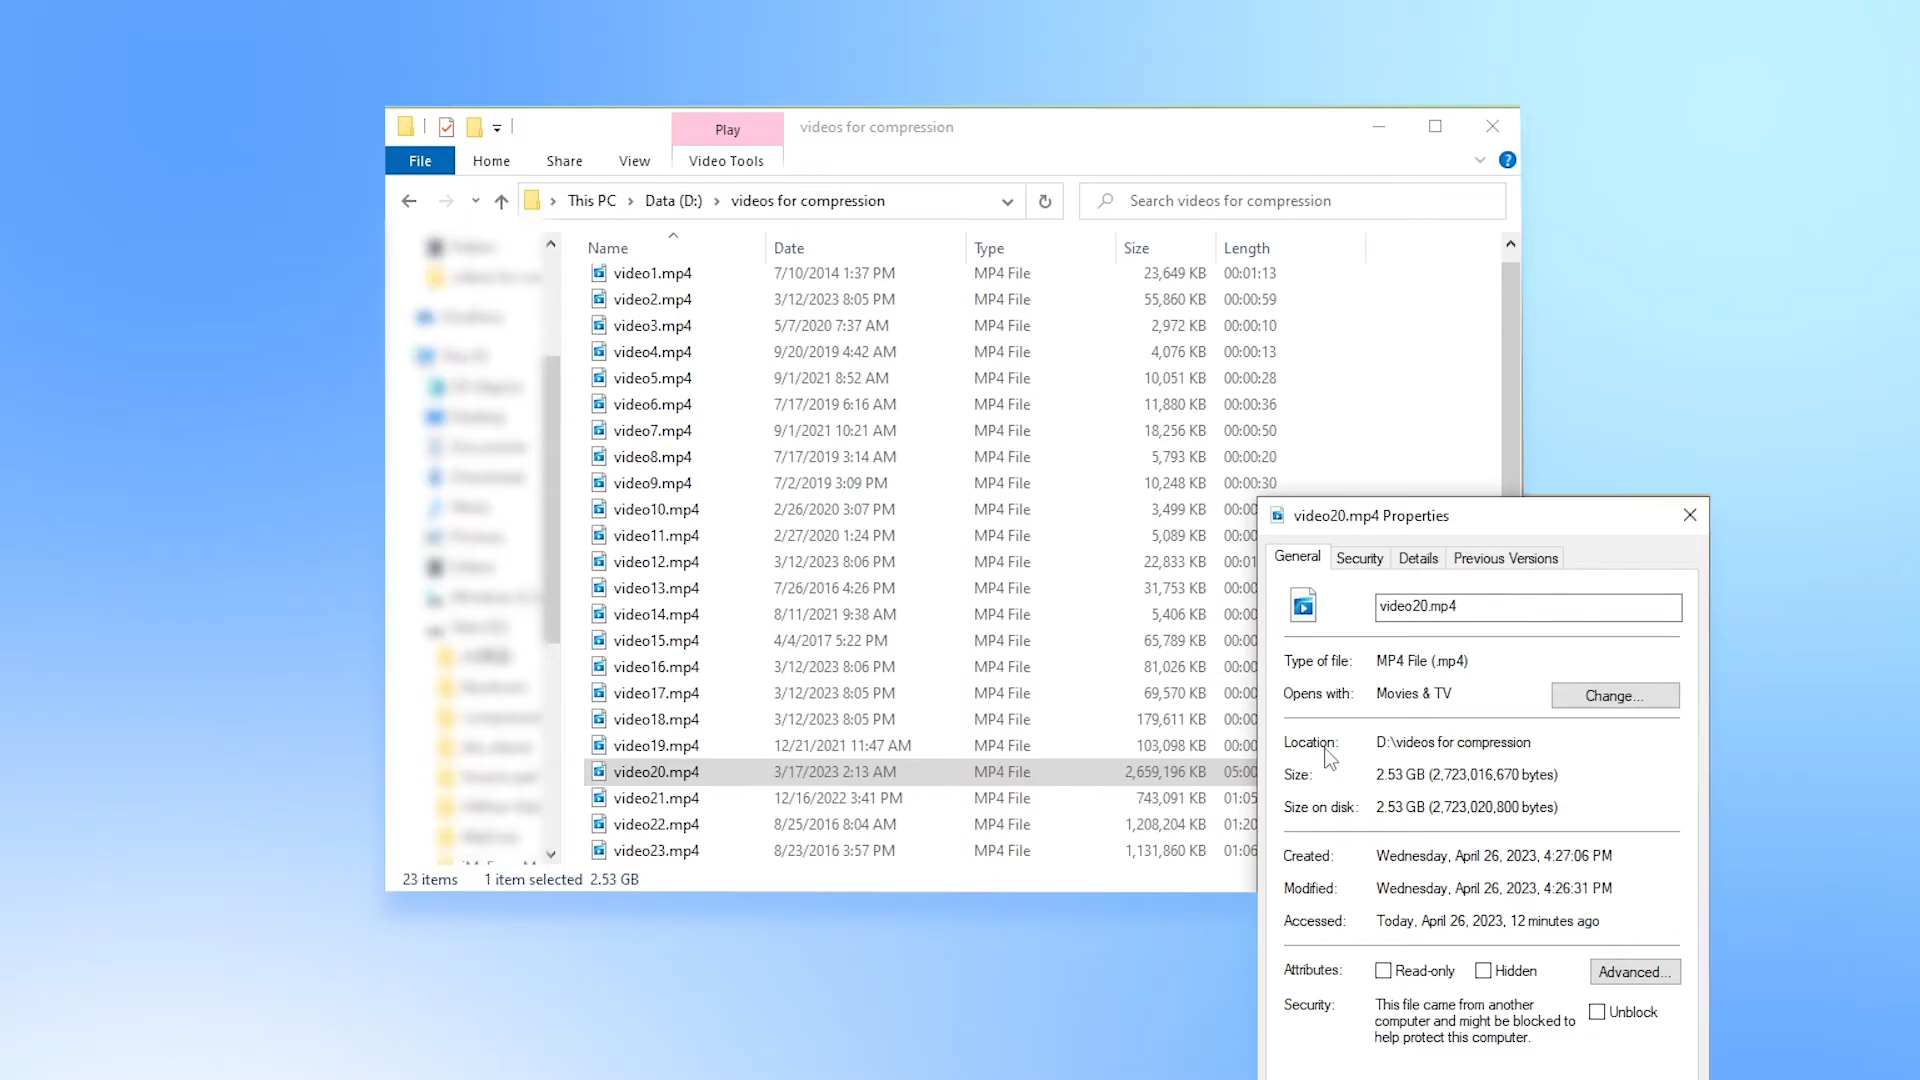 Play
videos for compression
File
Home
Share
View
Video Tools
This PC
Data (D:)
videos for compression
Search videos for compression
Name Date Type Size Length
video1.mp4 7/10/2014 1:37 PM MP4 File 23,649 KB 00:01:13
video2.mp4 3/12/2023 8:05 PM MP4 File 55,860 KB 00:00:59
video3.mp4 5/7/2020 7:37 AM MP4 File 2,972 KB 00:00:10
video4.mp4 9/20/2019 4:42 AM MP4 File 4,076 KB 00:00:13
video5.mp4 9/1/2021 8:52 AM MP4 File 10,051 KB 00:00:28
video6.mp4 7/17/2019 6:16 AM MP4 File 11,880 KB 00:00:36
video7.mp4 9/1/2021 10:21 AM MP4 File 18,256 KB 00:00:50
video8.mp4 7/17/2019 3:14 AM MP4 File 5,793 KB 00:00:20
video9.mp4 7/2/2019 3:09 PM MP4 File 10,248 KB 00:00:30
video10.mp4 2/26/2020 3:07 PM MP4 File 3,499 KB 00:00
video11.mp4 2/27/2020 1:24 PM MP4 File 5,089 KB 00:00
video12.mp4 3/12/2023 8:06 PM MP4 File 22,833 KB 00:01
video13.mp4 7/26/2016 4:26 PM MP4 File 31,753 KB 00:00
video14.mp4 8/11/2021 9:38 AM MP4 File 5,406 KB 00:00
video15.mp4 4/4/2017 5:22 PM MP4 File 65,789 KB 00:00
video16.mp4 3/12/2023 8:06 PM MP4 File 81,026 KB 00:00
video17.mp4 3/12/2023 8:05 PM MP4 File 69,570 KB 00:00
video18.mp4 3/12/2023 8:05 PM MP4 File 179,611 KB 00:00
video19.mp4 12/21/2021 11:47 AM MP4 File 103,098 KB 00:00
video20.mp4 3/17/2023 2:13 AM MP4 File 2,659,196 KB 05:00
video21.mp4 12/16/2022 3:41 PM MP4 File 743,091 KB 01:05
video22.mp4 8/25/2016 8:04 AM MP4 File 1,208,204 KB 01:20
video23.mp4 8/23/2016 3:57 PM MP4 File 1,131,860 KB 01:06
23 items 1 item selected 2.53 GB
video20.mp4 Properties
General Security Details Previous Versions
video20.mp4
Type of file: MP4 File (.mp4)
Opens with: Movies & TV Change...
Location: D:\videos for compression
Size: 2.53 GB (2,723,016,670 bytes)
Size on disk: 2.53 GB (2,723,020,800 bytes)
Created: Wednesday, April 26, 2023, 4:27:06 PM
Modified: Wednesday, April 26, 2023, 4:26:31 PM
Accessed: Today, April 26, 2023, 12 minutes ago
Attributes: Read-only Hidden Advanced...
Security: This file came from another
computer and might be blocked to
help protect this computer.
Unblock